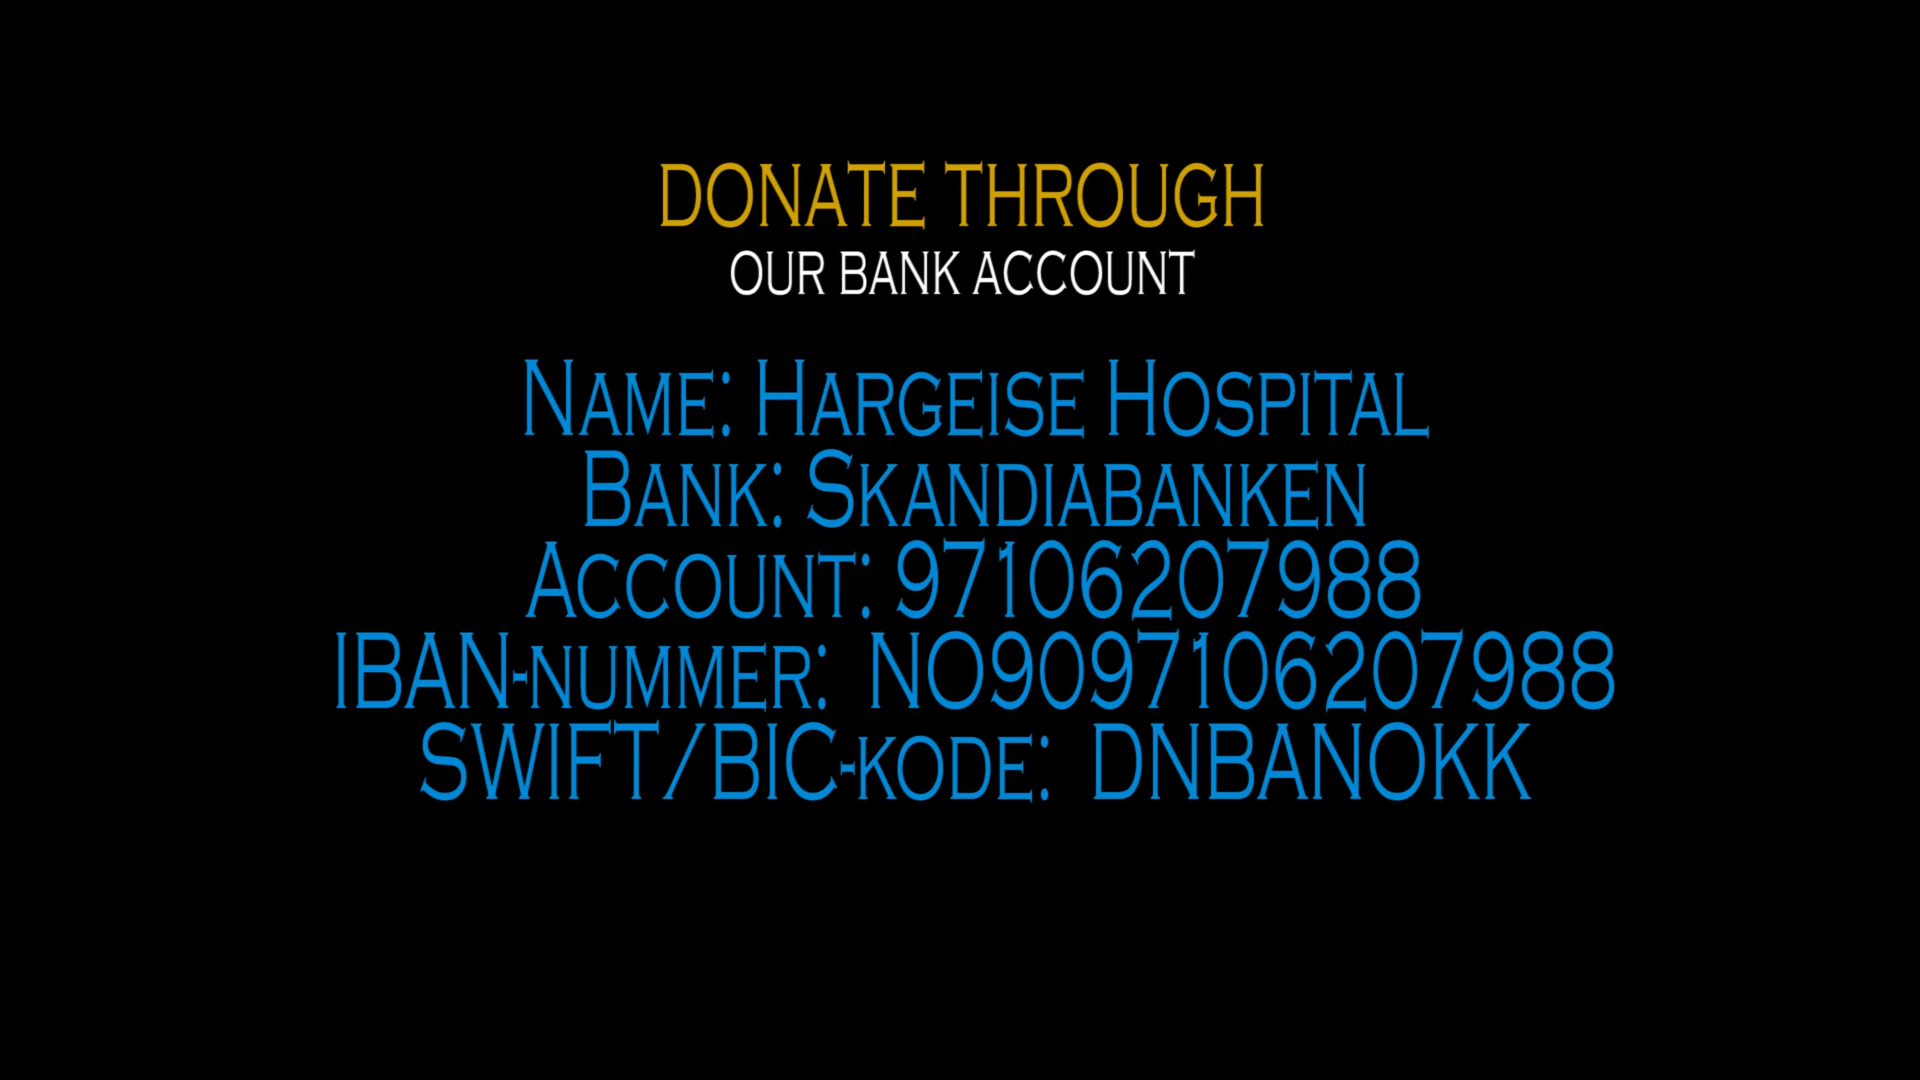 DONATE THROUGH
OUR BANK ACCOUNT
Name: Hargeise Hospital
Bank: Skandiabanken
Account: 97106207988
IBAN-nummer: NO9097106207988
SWIFT/BIC-kode: DNBANOKK